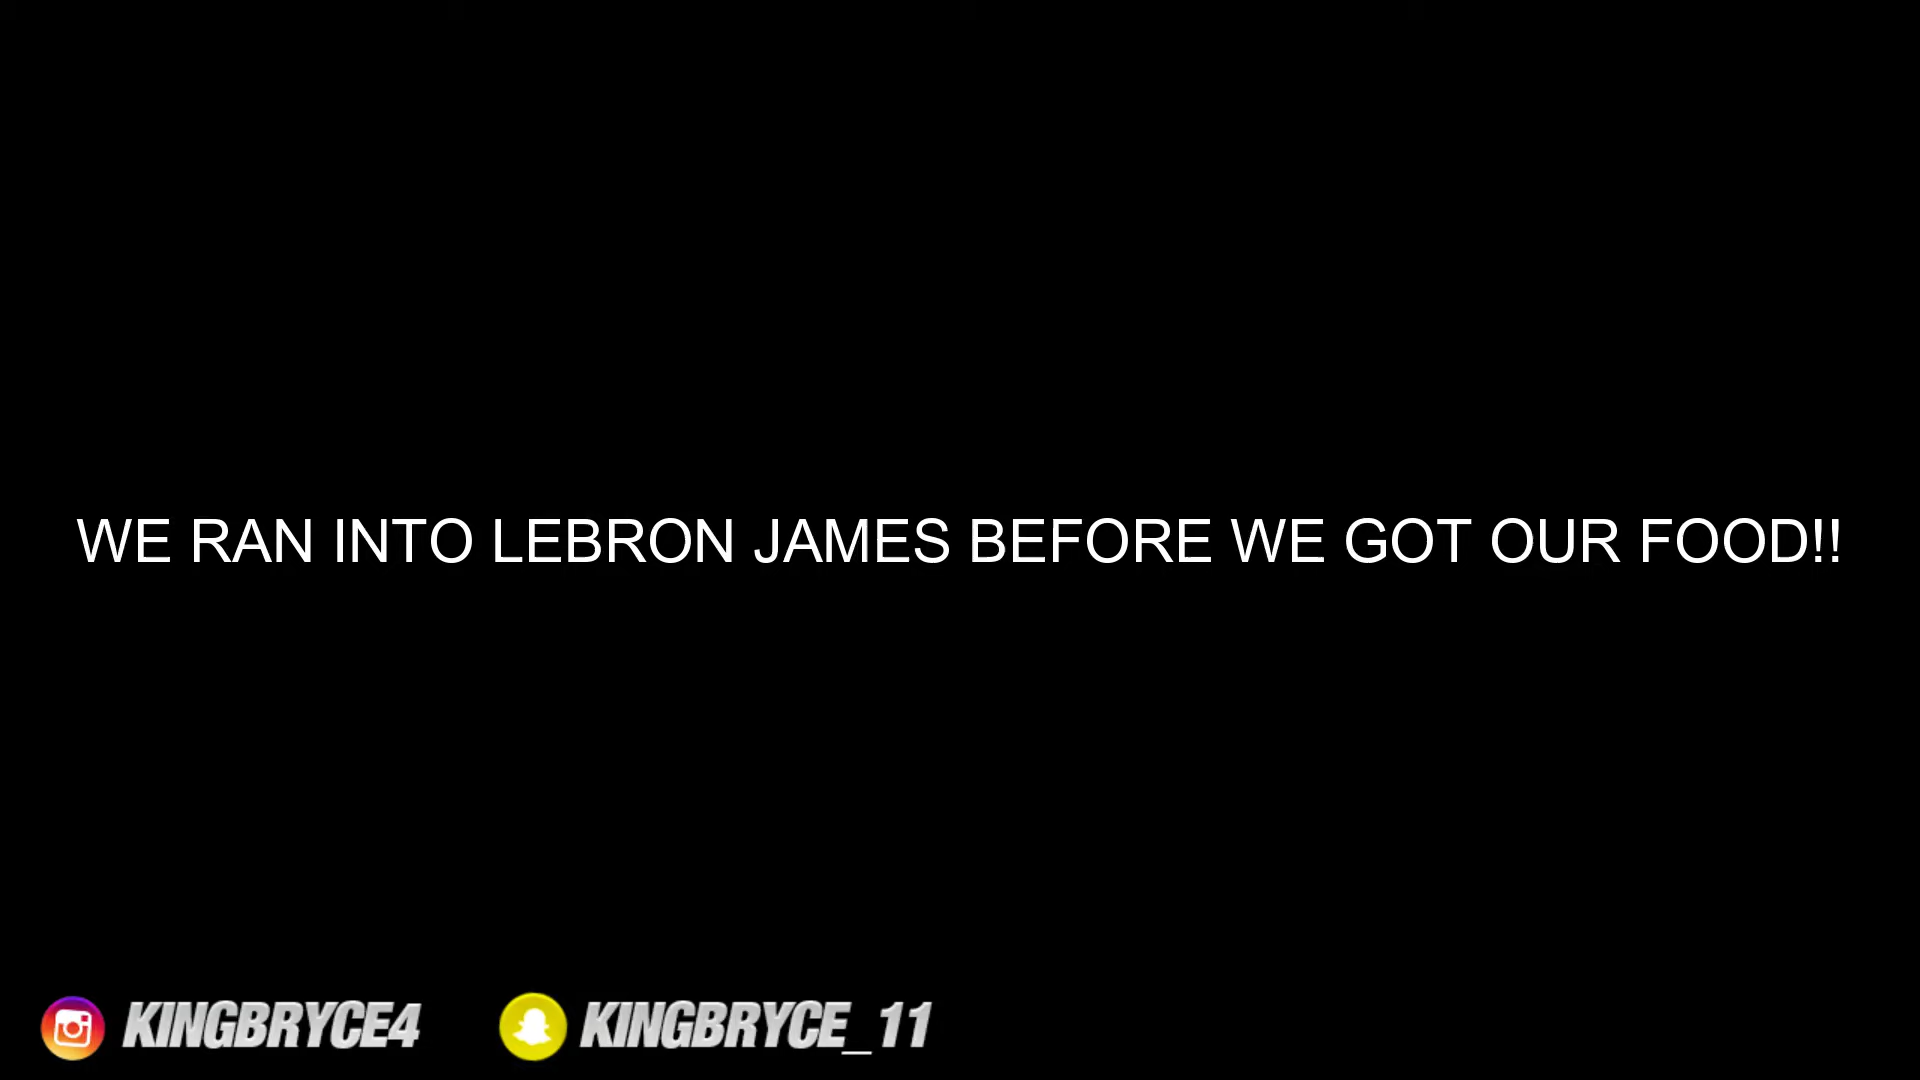 WE RAN INTO LEBRON JAMES BEFORE WE GOT OUR FOOD!!
KINGBRYCE4 KINGBRYCE_11